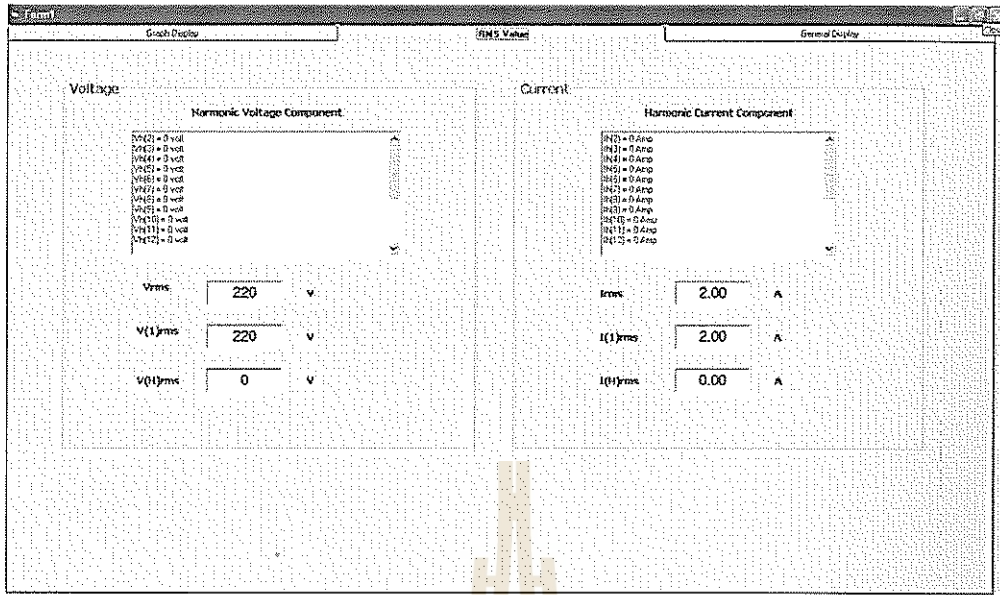 Form1
Graph Display
RMS Value
General Display
Voltage
Harmonic Voltage Component
Vh(2) = 0 volt
Vh(3) = 0 volt
Vh(4) = 0 volt
Vh(5) = 0 volt
Vh(6) = 0 volt
Vh(7) = 0 volt
Vh(8) = 0 volt
Vh(9) = 0 volt
Vh(10) = 0 volt
Vh(11) = 0 volt
Vh(12) = 0 volt
Vrms 220 V
V(1)rms 220 V
V(H)rms 0 V
Current
Harmonic Current Component
Ih(2) = 0 Amp
Ih(3) = 0 Amp
Ih(4) = 0 Amp
Ih(5) = 0 Amp
Ih(6) = 0 Amp
Ih(7) = 0 Amp
Ih(8) = 0 Amp
Ih(9) = 0 Amp
Ih(10) = 0 Amp
Ih(11) = 0 Amp
Ih(12) = 0 Amp
Irms 2.00 A
I(1)rms 2.00 A
I(H)rms 0.00 A